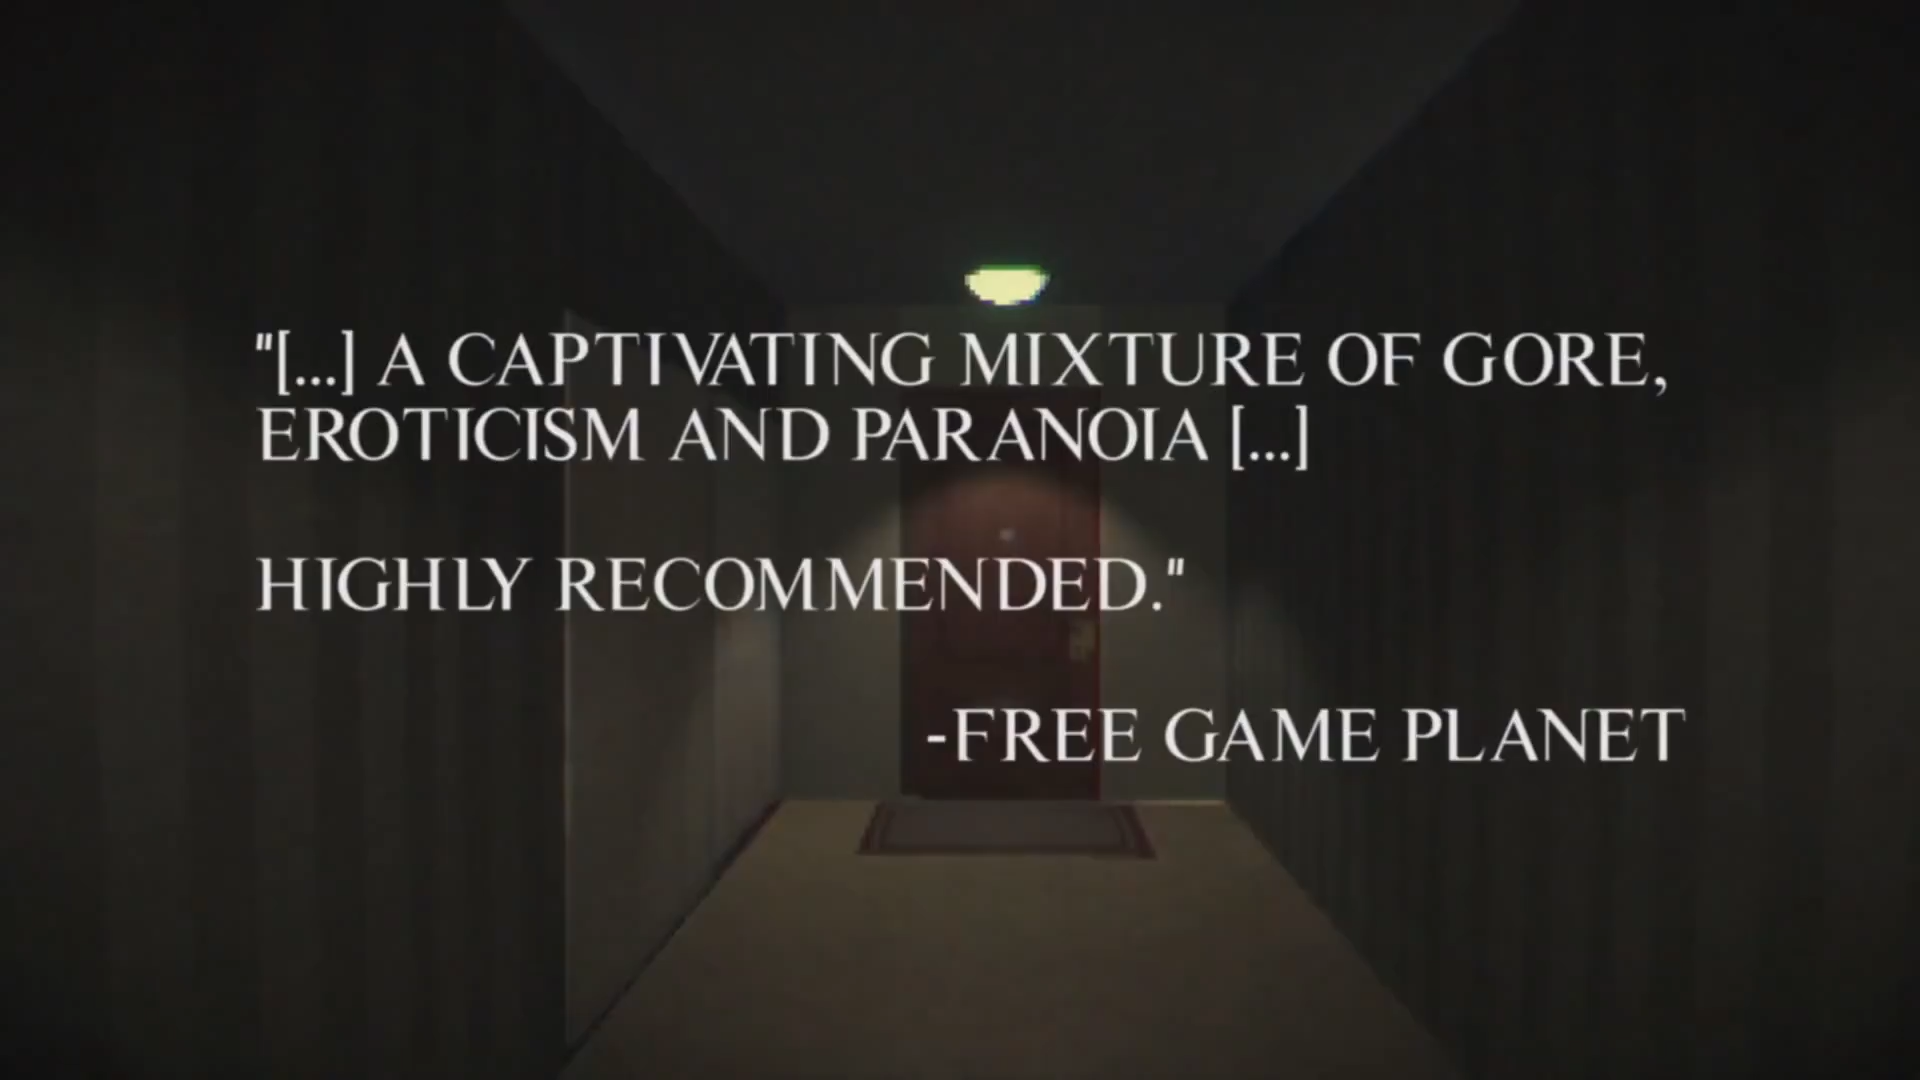 "[...] A CAPTIVATING MIXTURE OF GORE,
EROTICISM AND PARANOIA [...]
HIGHLY RECOMMENDED."
-FREE GAME PLANET